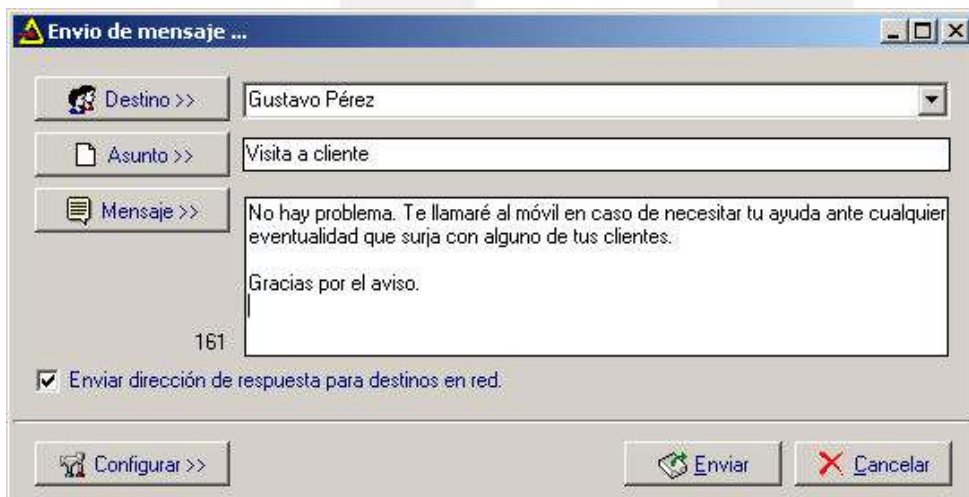 Envio de mensaje ...
Destino >>
Gustavo Pérez
Asunto >>
Visita a cliente
Mensaje >>
No hay problema. Te llamaré al móvil en caso de necesitar tu ayuda ante cualquier
eventualidad que surja con alguno de tus clientes.
Gracias por el aviso.
161
Enviar dirección de respuesta para destinos en red.
Configurar >>
Enviar
Cancelar